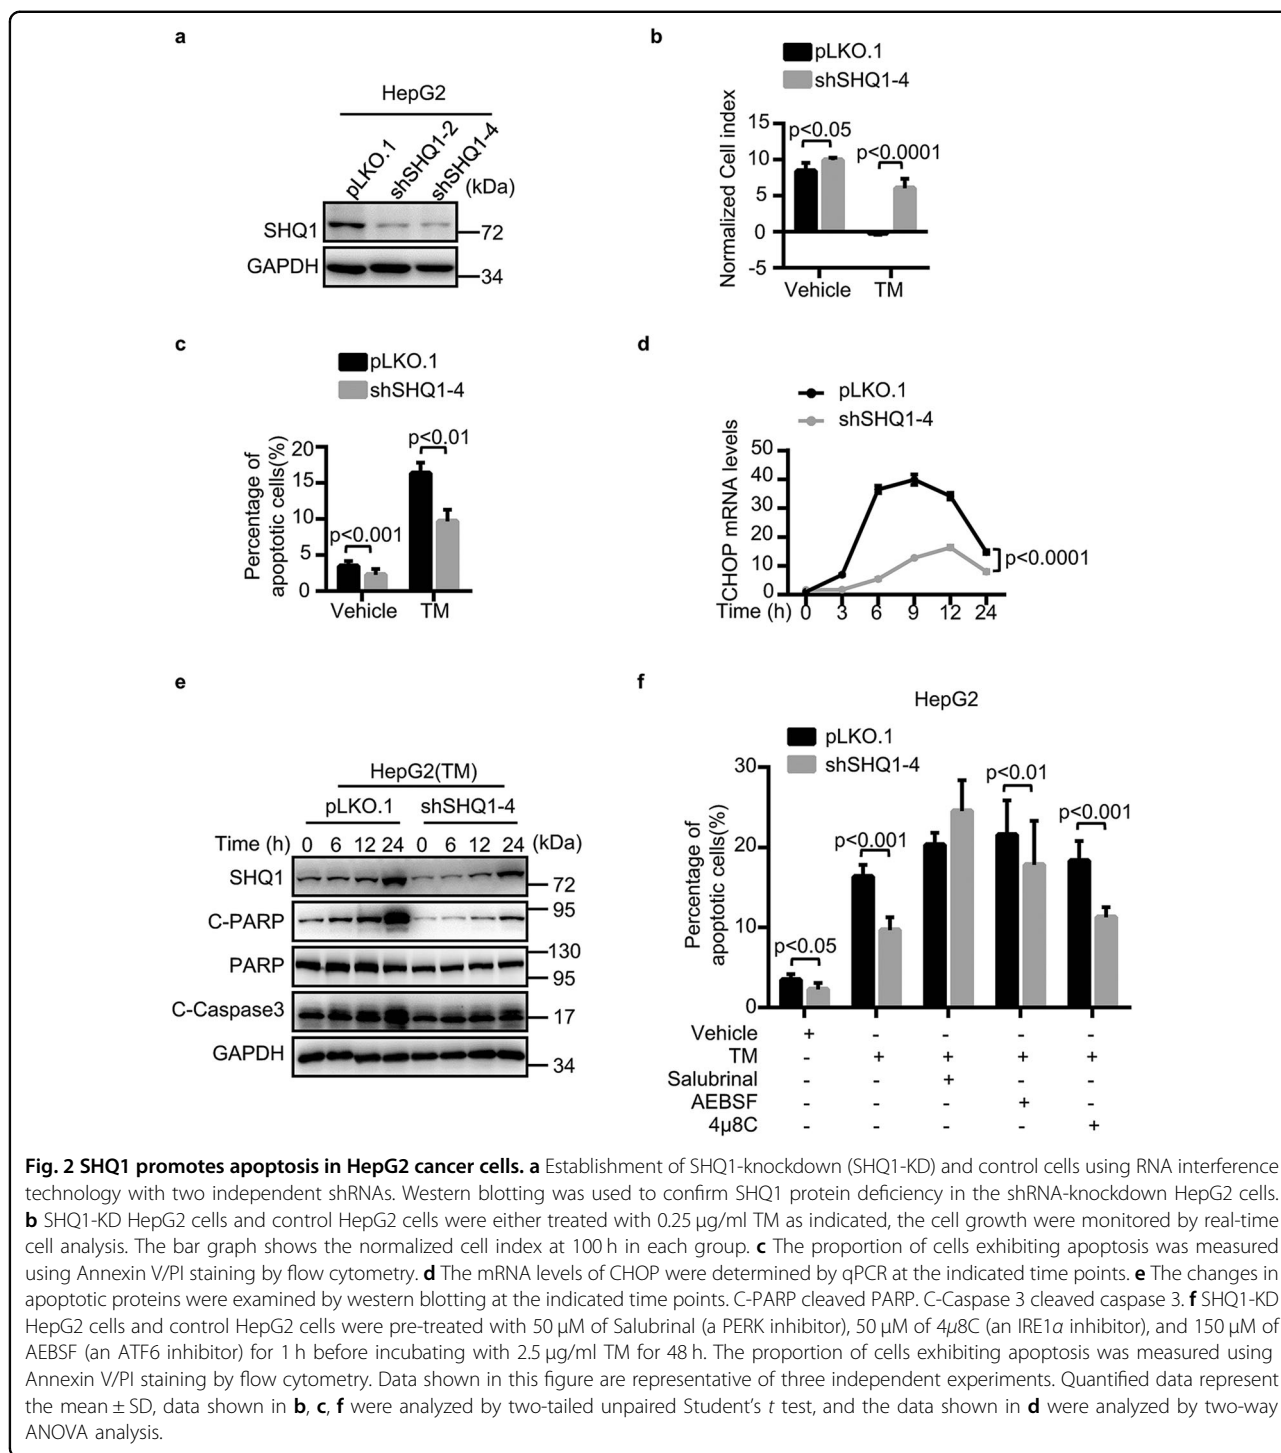 a
HepG2
pLKO.1
shSHQ1-2
shSHQ1-4
(kDa)
SHQ1
72
GAPDH
34
b
pLKO.1
shSHQ1-4
Normalized Cell index
15
10
5
0
-5
p<0.05
p<0.0001
Vehicle
TM
c
pLKO.1
shSHQ1-4
Percentage of
apoptotic cells(%)
20
15
10
5
0
p<0.001
p<0.01
Vehicle
TM
d
pLKO.1
shSHQ1-4
CHOP mRNA levels
50
40
30
20
10
0
p<0.0001
Time (h) 0 3 6 9 12 24
e
HepG2(TM)
pLKO.1 shSHQ1-4
Time (h) 0 6 12 24 0 6 12 24 (kDa)
SHQ1
72
C-PARP
95
PARP
130
95
C-Caspase3
17
GAPDH
34
f
HepG2
pLKO.1
shSHQ1-4
Percentage of
apoptotic cells(%)
30
20
10
0
p<0.05
p<0.001
p<0.01
p<0.001
Vehicle + - - - -
TM - + + + +
Salubrinal - - + - -
AEBSF - - - + -
4µ8C - - - - +
Fig. 2 SHQ1 promotes apoptosis in HepG2 cancer cells. a Establishment of SHQ1-knockdown (SHQ1-KD) and control cells using RNA interference
technology with two independent shRNAs. Western blotting was used to confirm SHQ1 protein deficiency in the shRNA-knockdown HepG2 cells.
b SHQ1-KD HepG2 cells and control HepG2 cells were either treated with 0.25 µg/ml TM as indicated, the cell growth were monitored by real-time
cell analysis. The bar graph shows the normalized cell index at 100 h in each group. c The proportion of cells exhibiting apoptosis was measured
using Annexin V/PI staining by flow cytometry. d The mRNA levels of CHOP were determined by qPCR at the indicated time points. e The changes in
apoptotic proteins were examined by western blotting at the indicated time points. C-PARP cleaved PARP. C-Caspase 3 cleaved caspase 3. f SHQ1-KD
HepG2 cells and control HepG2 cells were pre-treated with 50 µM of Salubrinal (a PERK inhibitor), 50 µM of 4µ8C (an IRE1α inhibitor), and 150 µM of
AEBSF (an ATF6 inhibitor) for 1 h before incubating with 2.5 µg/ml TM for 48 h. The proportion of cells exhibiting apoptosis was measured using
Annexin V/PI staining by flow cytometry. Data shown in this figure are representative of three independent experiments. Quantified data represent
the mean ± SD, data shown in b, c, f were analyzed by two-tailed unpaired Student's t test, and the data shown in d were analyzed by two-way
ANOVA analysis.